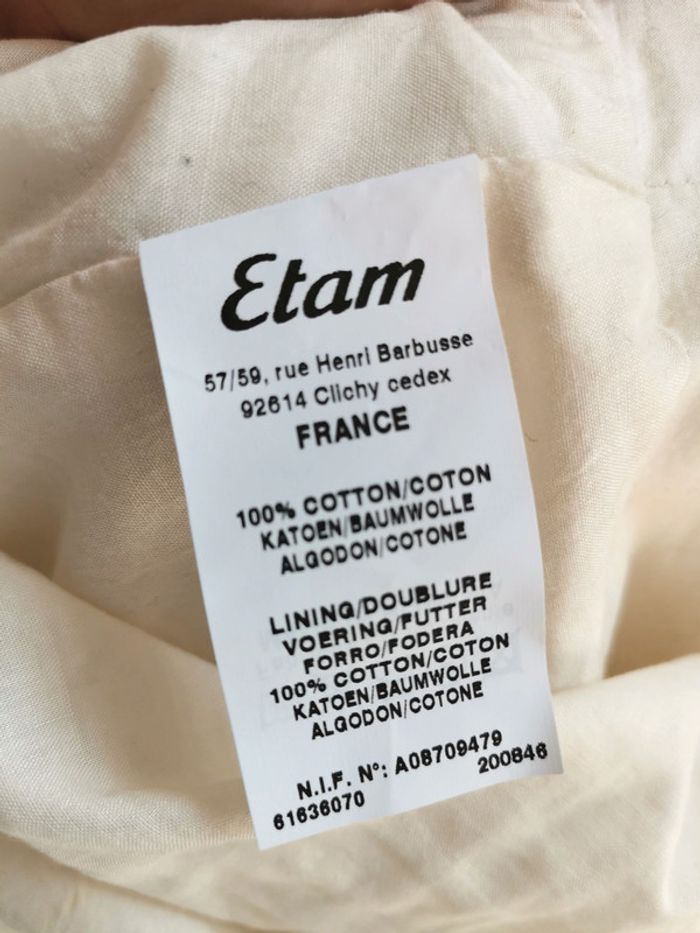 Etam
57/59, rue Henri Barbusse
92614 Clichy cedex
FRANCE
100% COTTON/COTON
KATOEN/BAUMWOLLE
ALGODON/COTONE
LINING/DOUBLURE
VOERING/FUTTER
FORRO/FODERA
100% COTTON/COTON
KATOEN/BAUMWOLLE
ALGODON/COTONE
N.I.F. N°: A08709479
61636070 200846